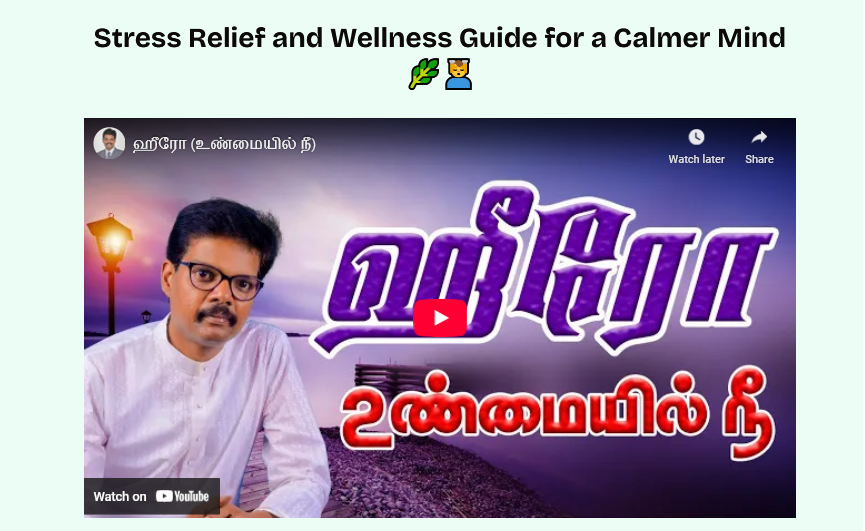 Stress Relief and Wellness Guide for a Calmer Mind
🌿💆
ஹீரோ (உண்மையில் நீ)
Watch later
Share
ஹீரோ
உண்மையில் நீ
Watch on YouTube